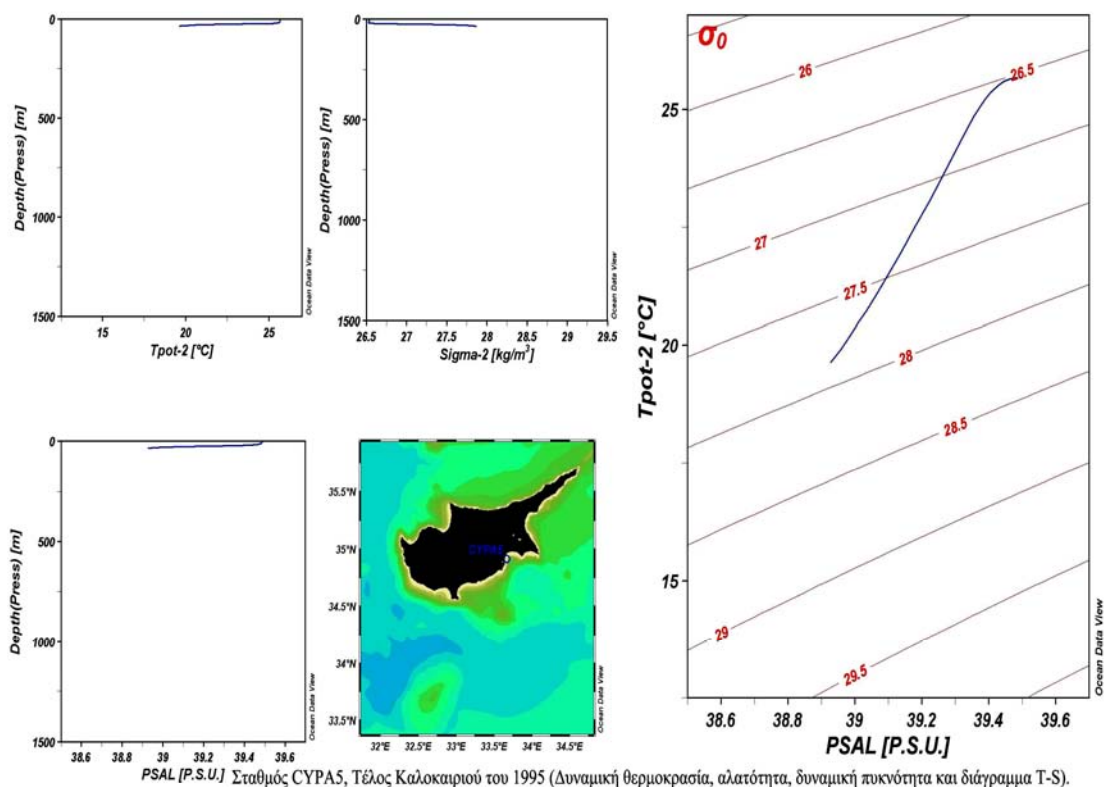 0
500
1000
1500
Depth(Press) [m]
15 20 25
Tpot-2 [°C]
Ocean Data View
0
500
1000
1500
Depth(Press) [m]
26.5 27 27.5 28 28.5 29 29.5
Sigma-2 [kg/m³]
Ocean Data View
σ0
26
26.5
27
27.5
28
28.5
29
29.5
25
20
15
Tpot-2 [°C]
38.6 38.8 39 39.2 39.4 39.6
PSAL [P.S.U.]
Ocean Data View
0
500
1000
1500
Depth(Press) [m]
38.6 38.8 39 39.2 39.4 39.6
PSAL [P.S.U.]
Ocean Data View
35.5°N
35°N
34.5°N
34°N
33.5°N
CYPA5
32°E 32.5°E 33°E 33.5°E 34°E 34.5°E
Ocean Data View
Σταθμός CYPA5, Τέλος Καλοκαιριού του 1995 (Δυναμική θερμοκρασία, αλατότητα, δυναμική πυκνότητα και διάγραμμα T-S).